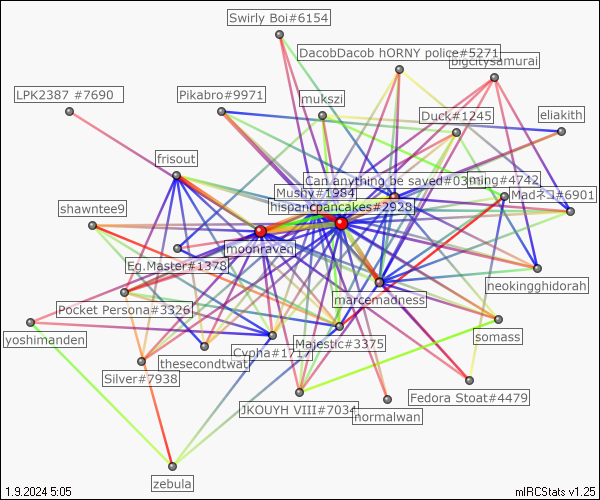 Swirly Boi#6154
DacobDacob hORNY police#5271
bigcitysamurai
LPK2387 #7690
Pikabro#9971
mukszi
Duck#1245
eliakith
frisout
Can anything be saved#03
ming#4742
Mushy#1984
Madネコ#6901
hispanicpancakes#2928
shawntee9
moonraven
Eg.Master#1378
neokingghidorah
marcemadness
Pocket Persona#3326
yoshimanden
somass
Majestic#3375
Cypha#1717
thesecondtwat
Silver#7938
Fedora Stoat#4479
JKOUYH VIII#7034
normalwan
zebula
1.9.2024 5:05
mIRCStats v1.25